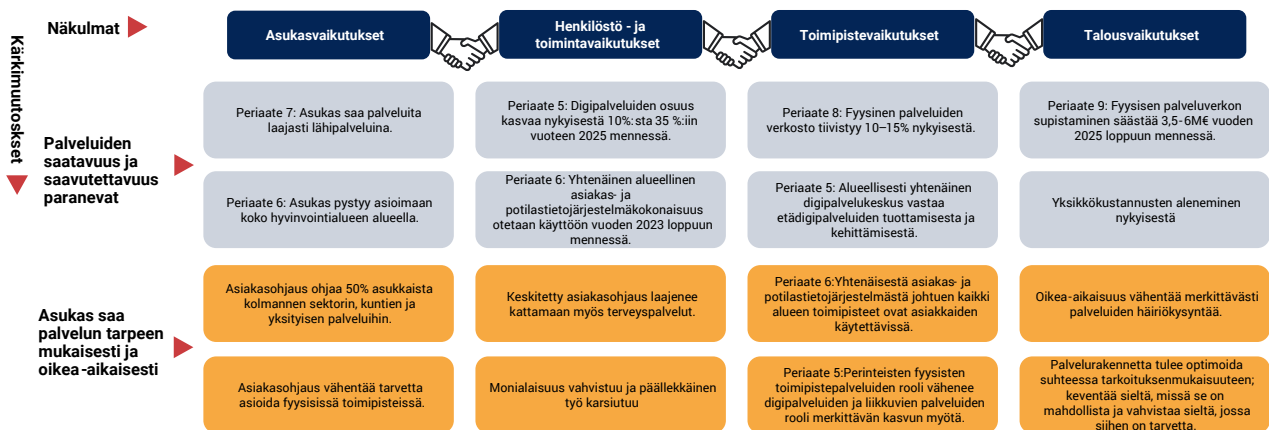 Näkulmat
Asukasvaikutukset
Henkilöstö - ja
toimintavaikutukset
Toimipistevaikutukset
Talousvaikutukset
Kärkimuutoskset
Palveluiden
saatavuus ja
saavutettavuus
paranevat
Periaate 7: Asukas saa palveluita
laajasti lähipalveluina.
Periaate 5: Digipalveluiden osuus
kasvaa nykyisestä 10%:sta 35 %:iin
vuoteen 2025 mennessä.
Periaate 8: Fyysinen palveluiden
verkosto tiivistyy 10–15% nykyisestä.
Periaate 9: Fyysisen palveluverkon
supistaminen säästää 3,5-6M€ vuoden
2025 loppuun mennessä.
Periaate 6: Asukas pystyy asioimaan
koko hyvinvointialueen alueella.
Periaate 6: Yhtenäinen alueellinen
asiakas- ja
potilastietojärjestelmäkokonaisuus
otetaan käyttöön vuoden 2023 loppuun
mennessä.
Periaate 5: Alueellisesti yhtenäinen
digipalvelukeskus vastaa
etädigipalveluiden tuottamisesta ja
kehittämisestä.
Yksikkökustannusten aleneminen
nykyisestä
Asukas saa
palvelun tarpeen
mukaisesti ja
oikea-aikaisesti
Asiakasohjaus ohjaa 50% asukkaista
kolmannen sektorin, kuntien ja
yksityisen palveluihin.
Keskitetty asiakasohjaus laajenee
kattamaan myös terveyspalvelut.
Periaate 6:Yhtenäisestä asiakas- ja
potilastietojärjestelmästä johtuen kaikki
alueen toimipisteet ovat asiakkaiden
käytettävissä.
Oikea-aikaisuus vähentää merkittävästi
palveluiden häiriökysyntää.
Asiakasohjaus vähentää tarvetta
asioida fyysisissä toimipisteissä.
Monialaisuus vahvistuu ja päällekkäinen
työ karsiutuu
Periaate 5:Perinteisten fyysisten
toimipistepalveluiden rooli vähenee
digipalveluiden ja liikkuvien palveluiden
rooli merkittävän kasvun myötä.
Palvelurakennetta tulee optimoida
suhteessa tarkoituksenmukaisuuteen;
keventää sieltä, missä se on
mahdollista ja vahvistaa sieltä, jossa
siihen on tarvetta.